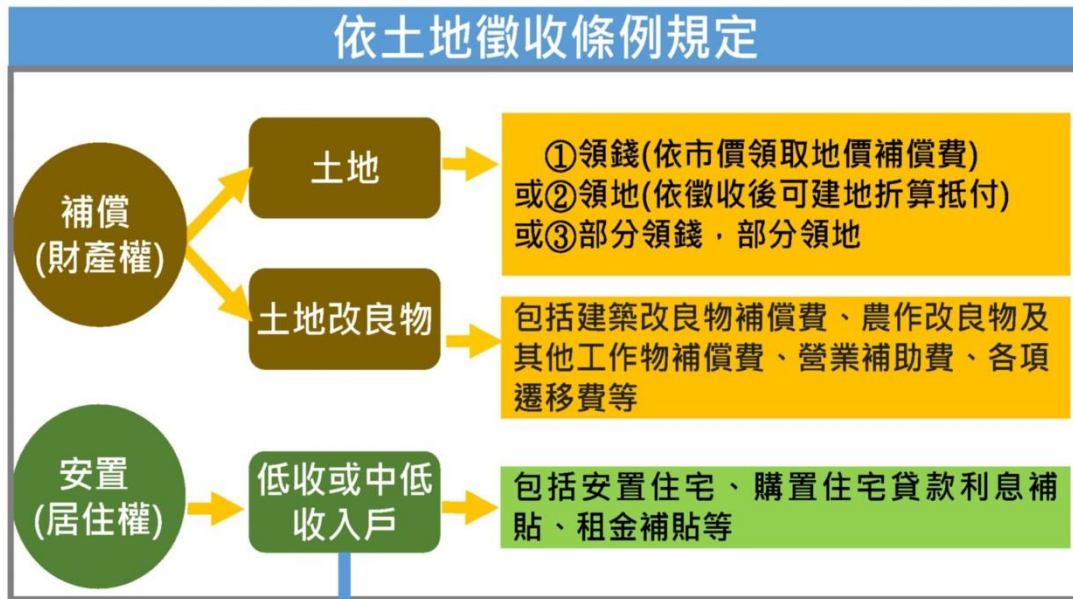 依土地徵收條例規定
補償
(財產權)
土地
①領錢(依市價領取地價補償費)
或②領地(依徵收後可建地折算抵付)
或③部分領錢，部分領地
土地改良物
包括建築改良物補償費、農作改良物及
其他工作物補償費、營業補助費、各項
遷移費等
安置
(居住權)
低收或中低
收入戶
包括安置住宅、購置住宅貸款利息補
貼、租金補貼等